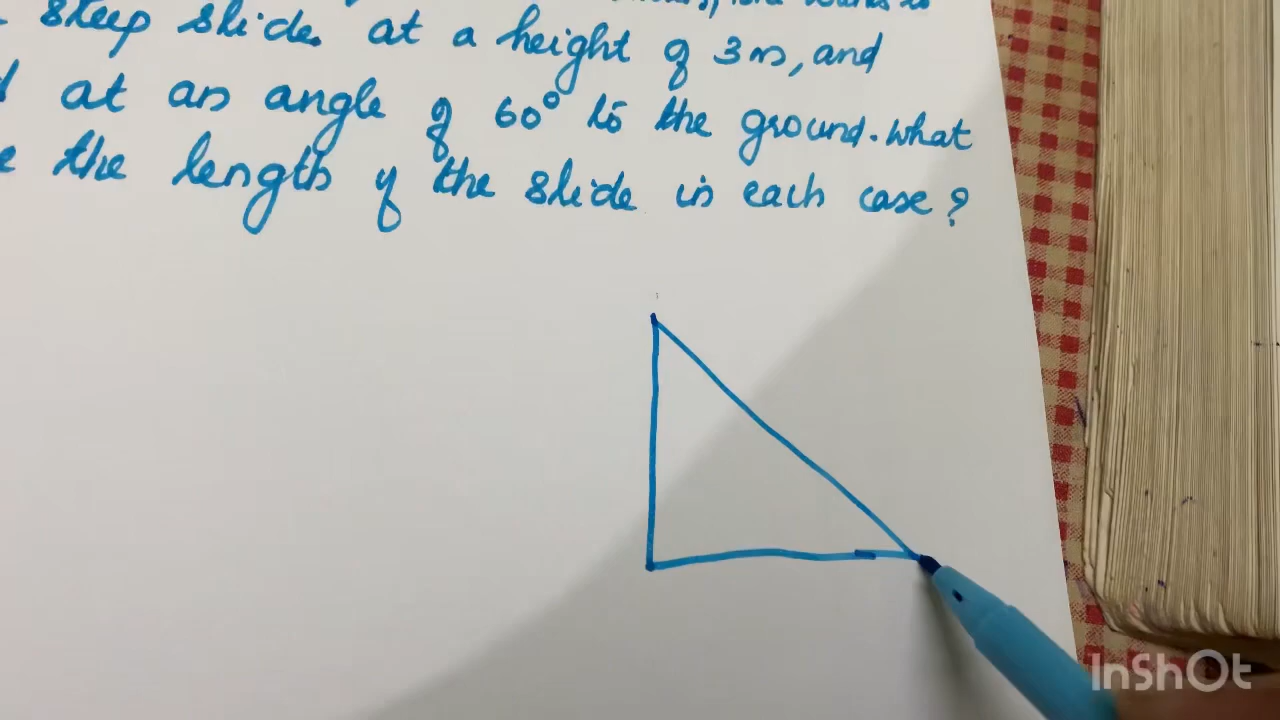 steep slide at a height of 3m, and
at an angle of 60° to the ground. what
the length of the slide in each case?
InShOt